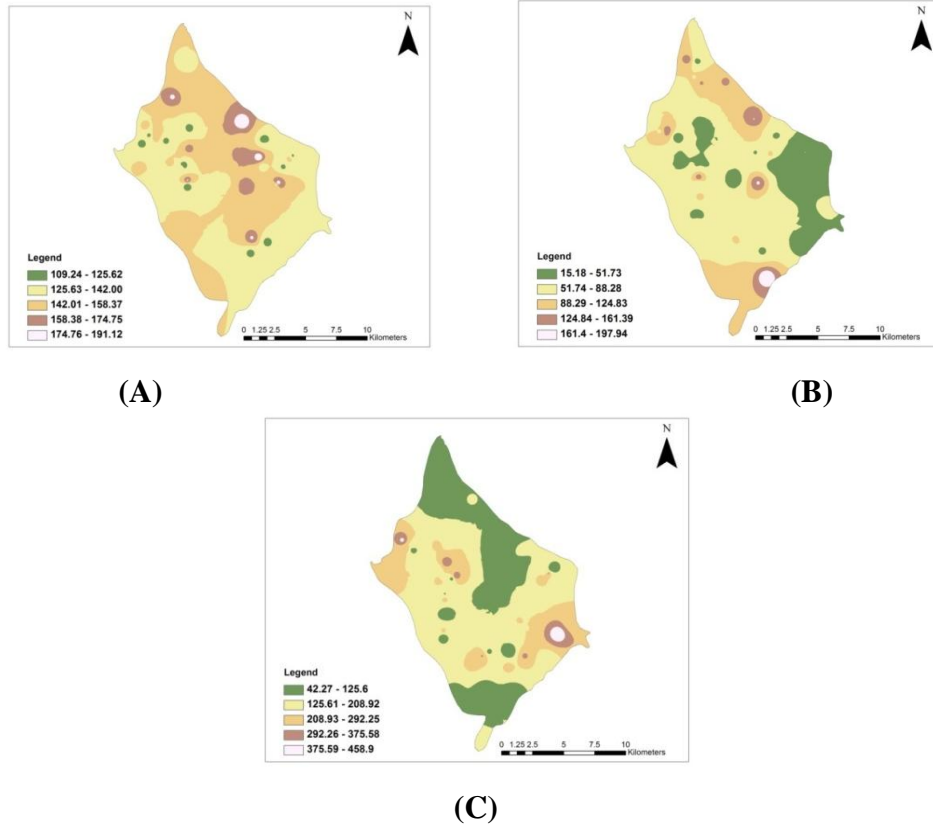 N
Legend
109.24 - 125.62
125.63 - 142.00
142.01 - 158.37
158.38 - 174.75
174.76 - 191.12
0 1.25 2.5 5 7.5 10
Kilometers
(A)
N
Legend
15.18 - 51.73
51.74 - 88.28
88.29 - 124.83
124.84 - 161.39
161.4 - 197.94
0 1.25 2.5 5 7.5 10
Kilometers
(B)
N
Legend
42.27 - 125.6
125.61 - 208.92
208.93 - 292.25
292.26 - 375.58
375.59 - 458.9
0 1.25 2.5 5 7.5 10
Kilometers
(C)